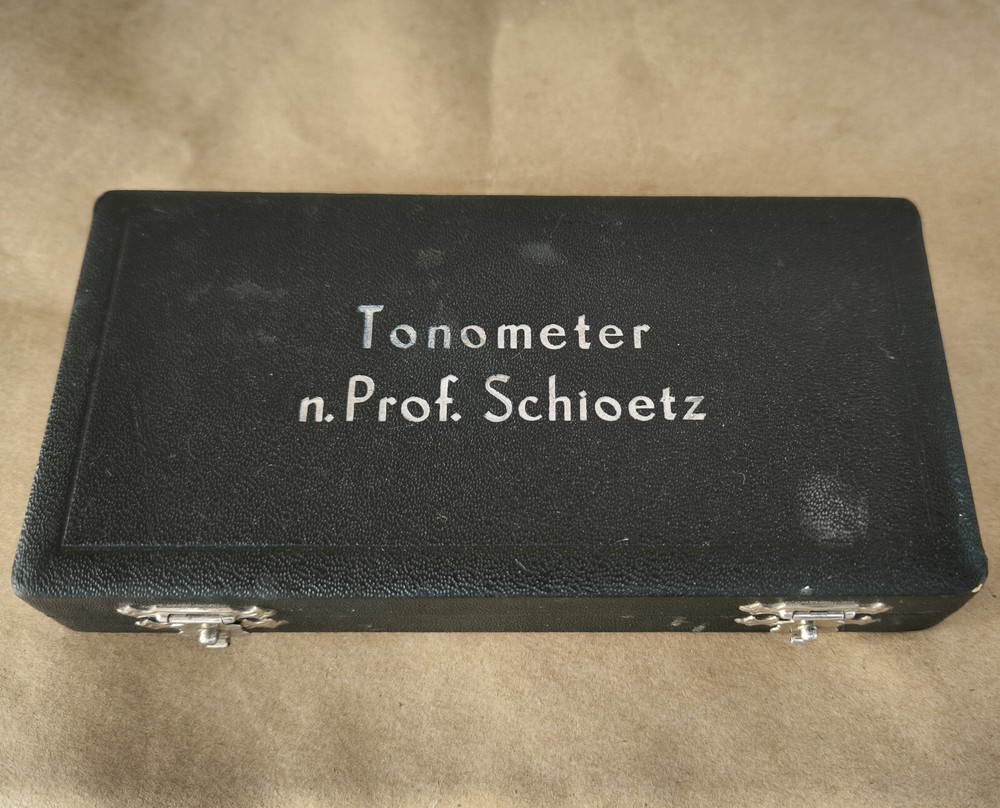 Tonometer
n. Prof. Schioetz